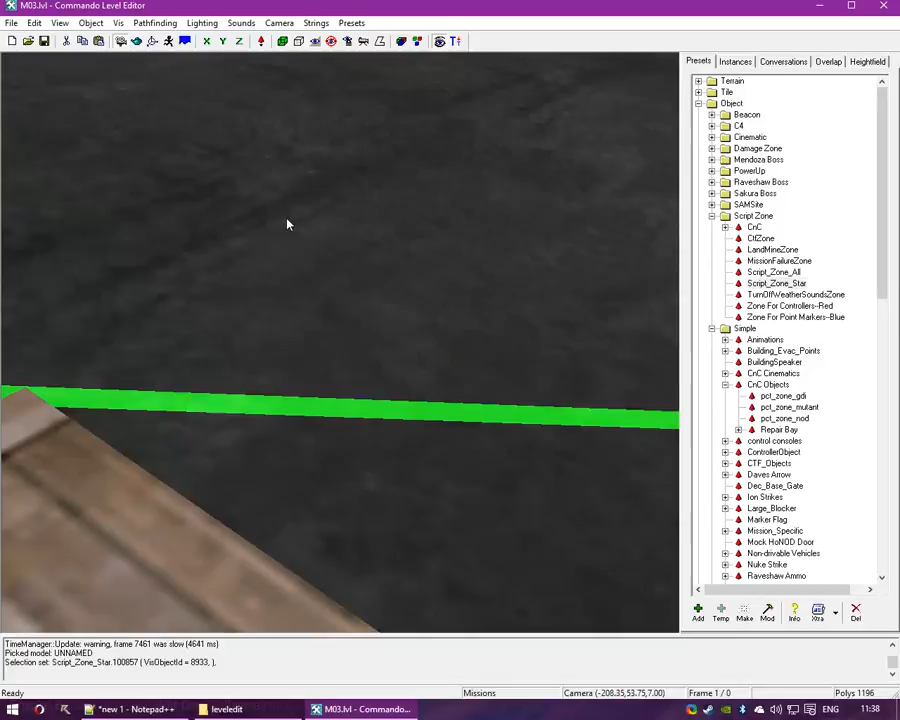 M03.lvl - Commando Level Editor
File Edit View Object Vis Pathfinding Lighting Sounds Camera Strings Presets
X Y Z
Presets Instances Conversations Overlap Heightfield
Terrain
Tile
Object
Beacon
C4
Cinematic
Damage Zone
Mendoza Boss
PowerUp
Raveshaw Boss
Sakura Boss
SAMSite
Script Zone
CnC
CtfZone
LandMineZone
MissionFailureZone
Script_Zone_All
Script_Zone_Star
TurnOffWeatherSoundsZone
Zone For Controllers--Red
Zone For Point Markers--Blue
Simple
Animations
Building_Evac_Points
BuildingSpeaker
CnC Cinematics
CnC Objects
pct_zone_gdi
pct_zone_mutant
pct_zone_nod
Repair Bay
control consoles
ControllerObject
CTF_Objects
Daves Arrow
Dec_Base_Gate
Ion Strikes
Large_Blocker
Marker Flag
Mission_Specific
Mock HoNOD Door
Non-drivable Vehicles
Nuke Strike
Raveshaw Ammo
Add Temp Make Mod Info Xtra Del
TimeManager::Update: warning, frame 7461 was slow (4641 ms)
Picked model: UNNAMED
Selection set: Script_Zone_Star.100857 ( VisObjectId = 8933, ),
Ready Missions Camera (-208.35,53.75,7.00) Frame 1 / 0 Polys 1196
*new 1 - Notepad++ leveledit M03.lvl - Commando... ENG 11:38